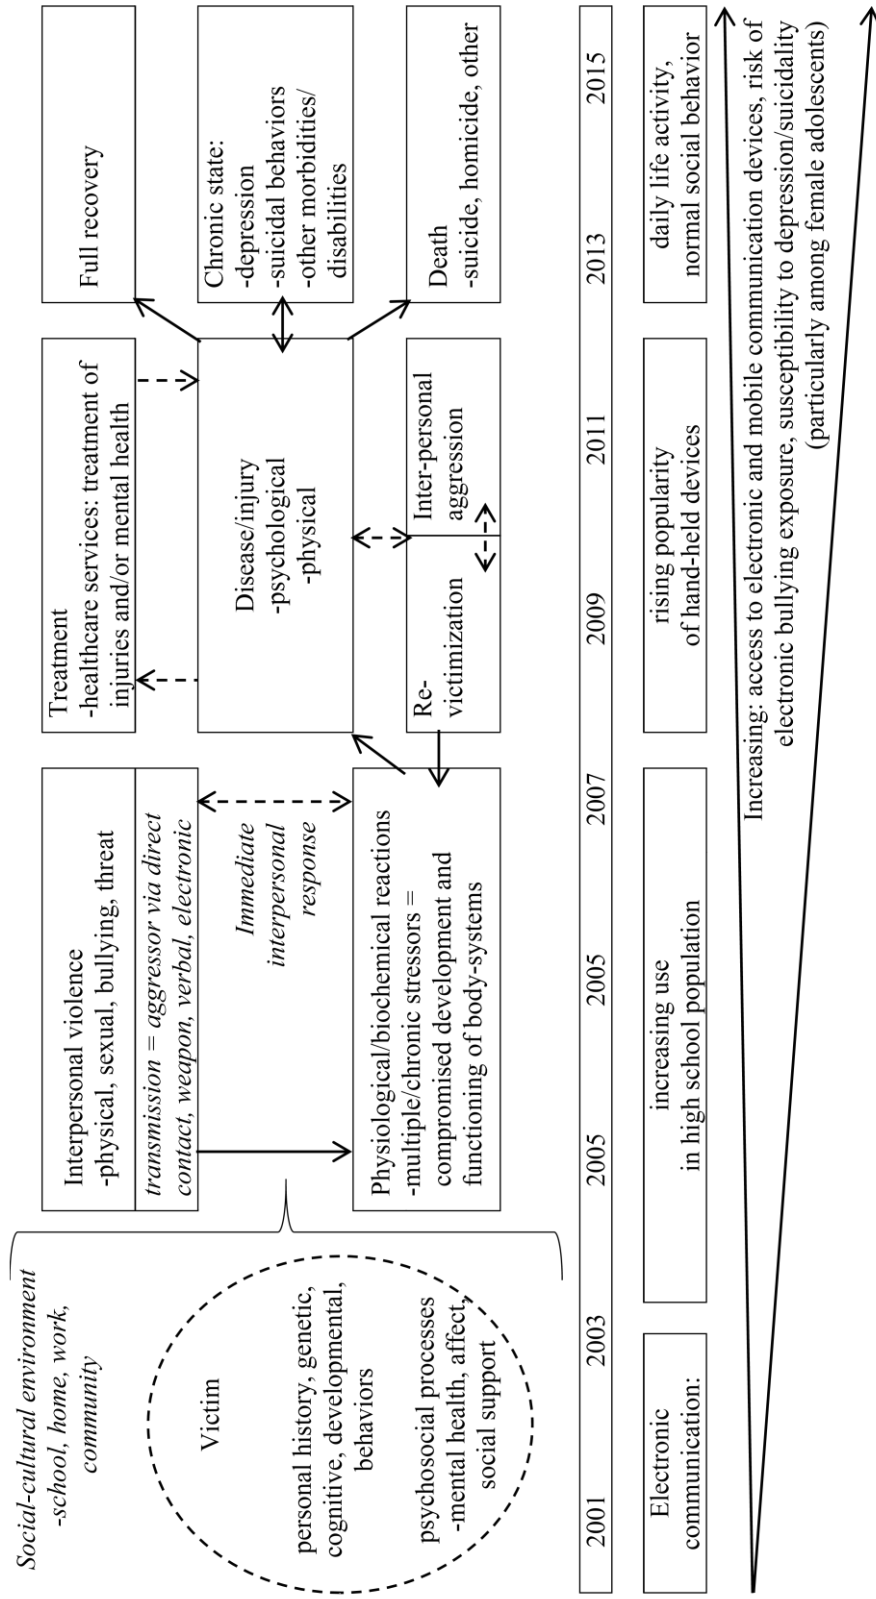 Social-cultural environment
-school, home, work,
community
Victim
personal history, genetic,
cognitive, developmental,
behaviors
psychosocial processes
-mental health, affect,
social support
Interpersonal violence
-physical, sexual, bullying, threat
transmission = aggressor via direct
contact, weapon, verbal, electronic
Immediate
interpersonal
response
Physiological/biochemical reactions
-multiple/chronic stressors =
compromised development and
functioning of body-systems
Treatment
-healthcare services: treatment of
injuries and/or mental health
Disease/injury
-psychological
-physical
Re-
victimization
Inter-personal
aggression
Full recovery
Chronic state:
-depression
-suicidal behaviors
-other morbidities/
disabilities
Death
-suicide, homicide, other
2001 2003 2005 2005 2007 2009 2011 2013 2015
Electronic
communication:
increasing use
in high school population
rising popularity
of hand-held devices
daily life activity,
normal social behavior
Increasing: access to electronic and mobile communication devices, risk of
electronic bullying exposure, susceptibility to depression/suicidality
(particularly among female adolescents)